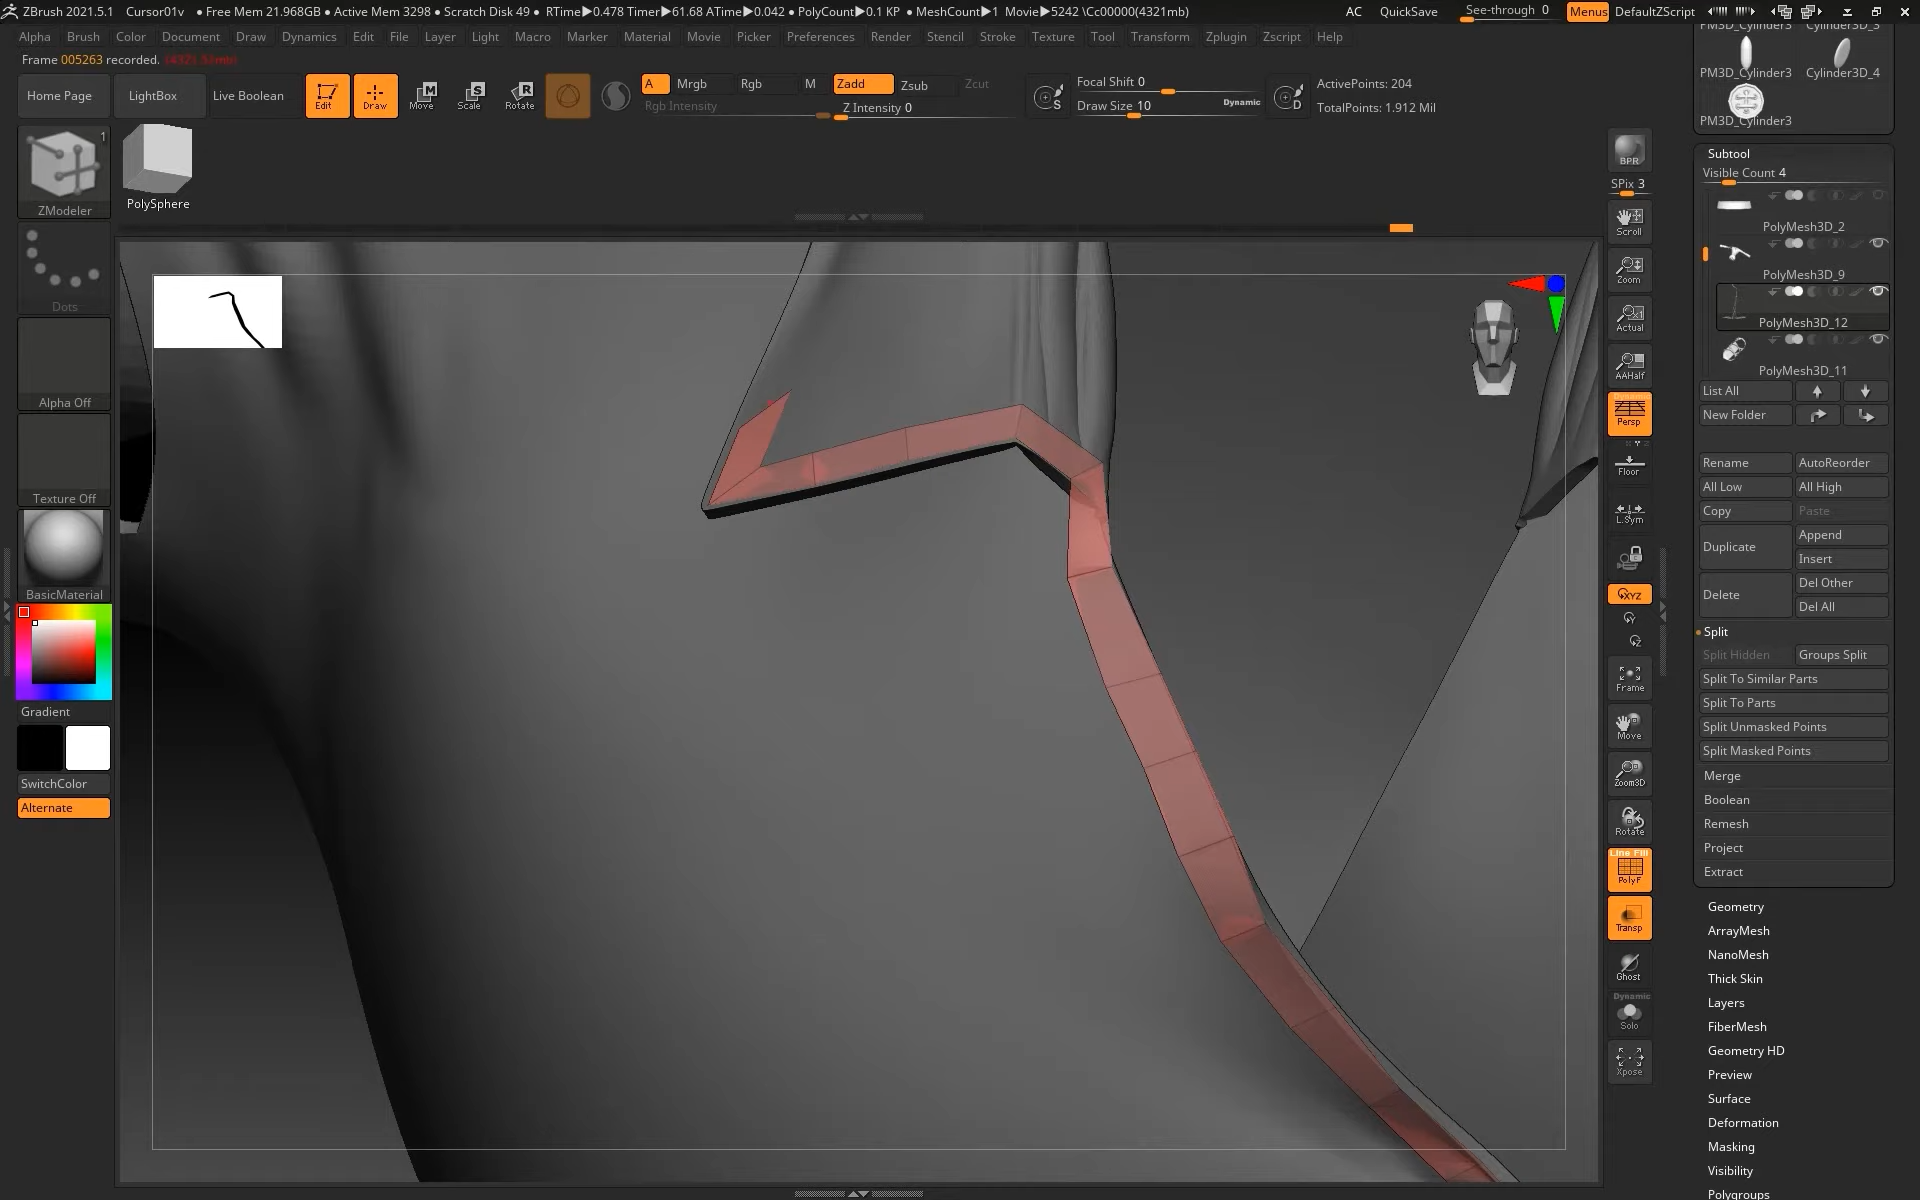 ZBrush 2021.5.1 Cursor01v • Free Mem 21.968GB • Active Mem 3298 • Scratch Disk 49 • RTime▶0.478 Timer▶61.68 ATime▶0.042 • PolyCount▶0.1 KP • MeshCount▶1 Movie▶5242 \Cc00000(4321mb) AC QuickSave See-through 0 Menus DefaultZScript
Alpha Brush Color Document Draw Dynamics Edit File Layer Light Macro Marker Material Movie Picker Preferences Render Stencil Stroke Texture Tool Transform Zplugin Zscript Help
Frame 005263 recorded.
Home Page LightBox Live Boolean Edit Draw Move Scale Rotate
A Mrgb Rgb M Zadd Zsub Zcut
Rgb Intensity Z Intensity 0
Focal Shift 0
Draw Size 10 Dynamic
S D
ActivePoints: 204
TotalPoints: 1.912 Mil
1
ZModeler
PolySphere
Dots
Alpha Off
Texture Off
BasicMaterial
Gradient
SwitchColor
Alternate
BPR
SPix 3
Scroll
Zoom
Actual
AAHalf
Dynamic
Persp
Floor
L.Sym
XYZ
Y
Z
Frame
Move
Zoom3D
Rotate
Line Fill
PolyF
Transp
Ghost
Dynamic
Solo
Xpose
PM3D_Cylinder3 Cylinder3D_3
PM3D_Cylinder3 Cylinder3D_4
PM3D_Cylinder3
Subtool
Visible Count 4
PolyMesh3D_2
PolyMesh3D_9
PolyMesh3D_12
PolyMesh3D_11
List All
New Folder
Rename AutoReorder
All Low All High
Copy Paste
Duplicate Append
Insert
Delete Del Other
Del All
Split
Split Hidden Groups Split
Split To Similar Parts
Split To Parts
Split Unmasked Points
Split Masked Points
Merge
Boolean
Remesh
Project
Extract
Geometry
ArrayMesh
NanoMesh
Thick Skin
Layers
FiberMesh
Geometry HD
Preview
Surface
Deformation
Masking
Visibility
Polygroups